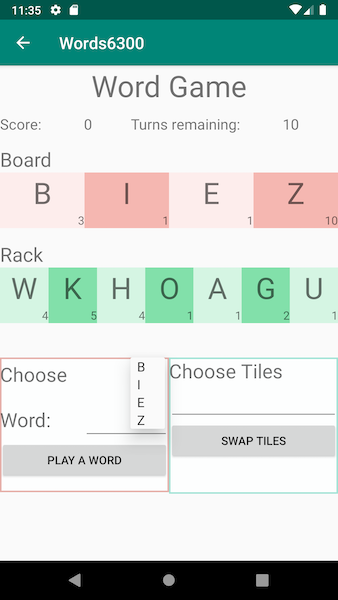 11:35
Words6300
Word Game
Score: 0 Turns remaining: 10
Board
B 3 I 1 E 1 Z 10
Rack
W 4 K 5 H 4 O 1 A 1 G 2 U 1
Choose
B
I
E
Z
Word:
PLAY A WORD
Choose Tiles
SWAP TILES